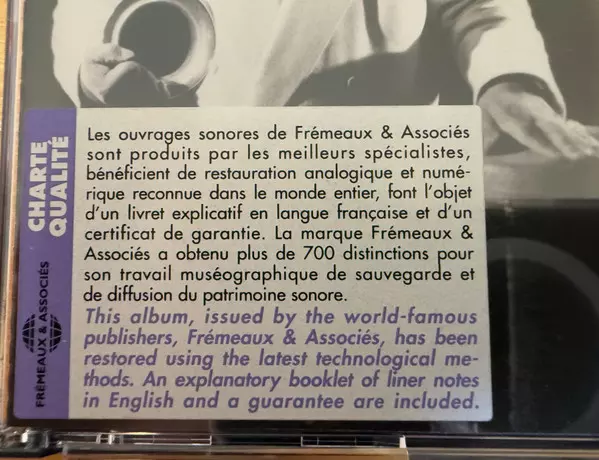 CHARTE
QUALITÉ
FRÉMEAUX & ASSOCIÉS
Les ouvrages sonores de Frémeaux & Associés
sont produits par les meilleurs spécialistes,
bénéficient de restauration analogique et numé-
rique reconnue dans le monde entier, font l'objet
d'un livret explicatif en langue française et d'un
certificat de garantie. La marque Frémeaux &
Associés a obtenu plus de 700 distinctions pour
son travail muséographique de sauvegarde et
de diffusion du patrimoine sonore.
This album, issued by the world-famous
publishers, Frémeaux & Associés, has been
restored using the latest technological me-
thods. An explanatory booklet of liner notes
in English and a guarantee are included.